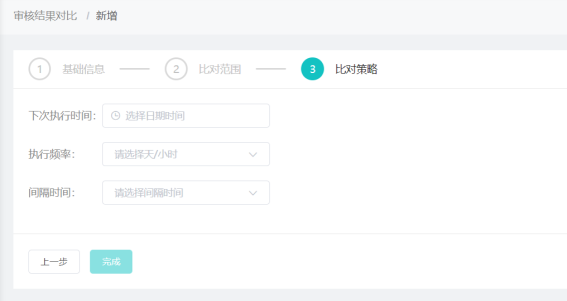 审核结果对比 / 新增
1 基础信息 2 比对范围 3 比对策略
下次执行时间： 选择日期时间
执行频率： 请选择天/小时
间隔时间： 请选择间隔时间
上一步 完成